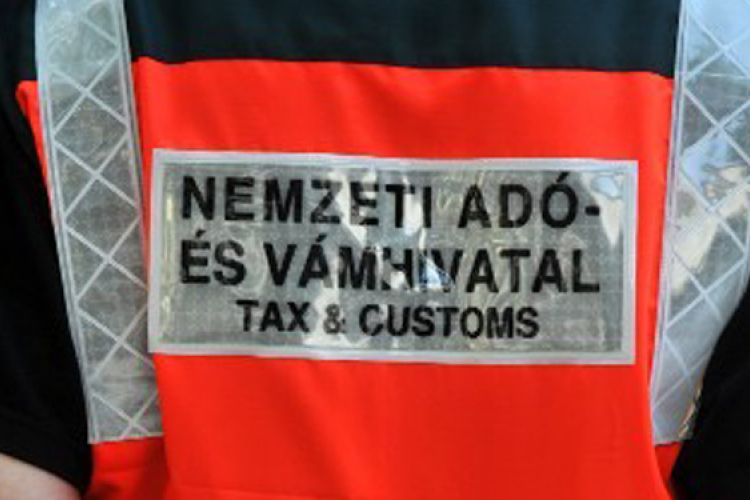 NEMZETI ADÓ-
ÉS VÁMHIVATAL
TAX & CUSTOMS